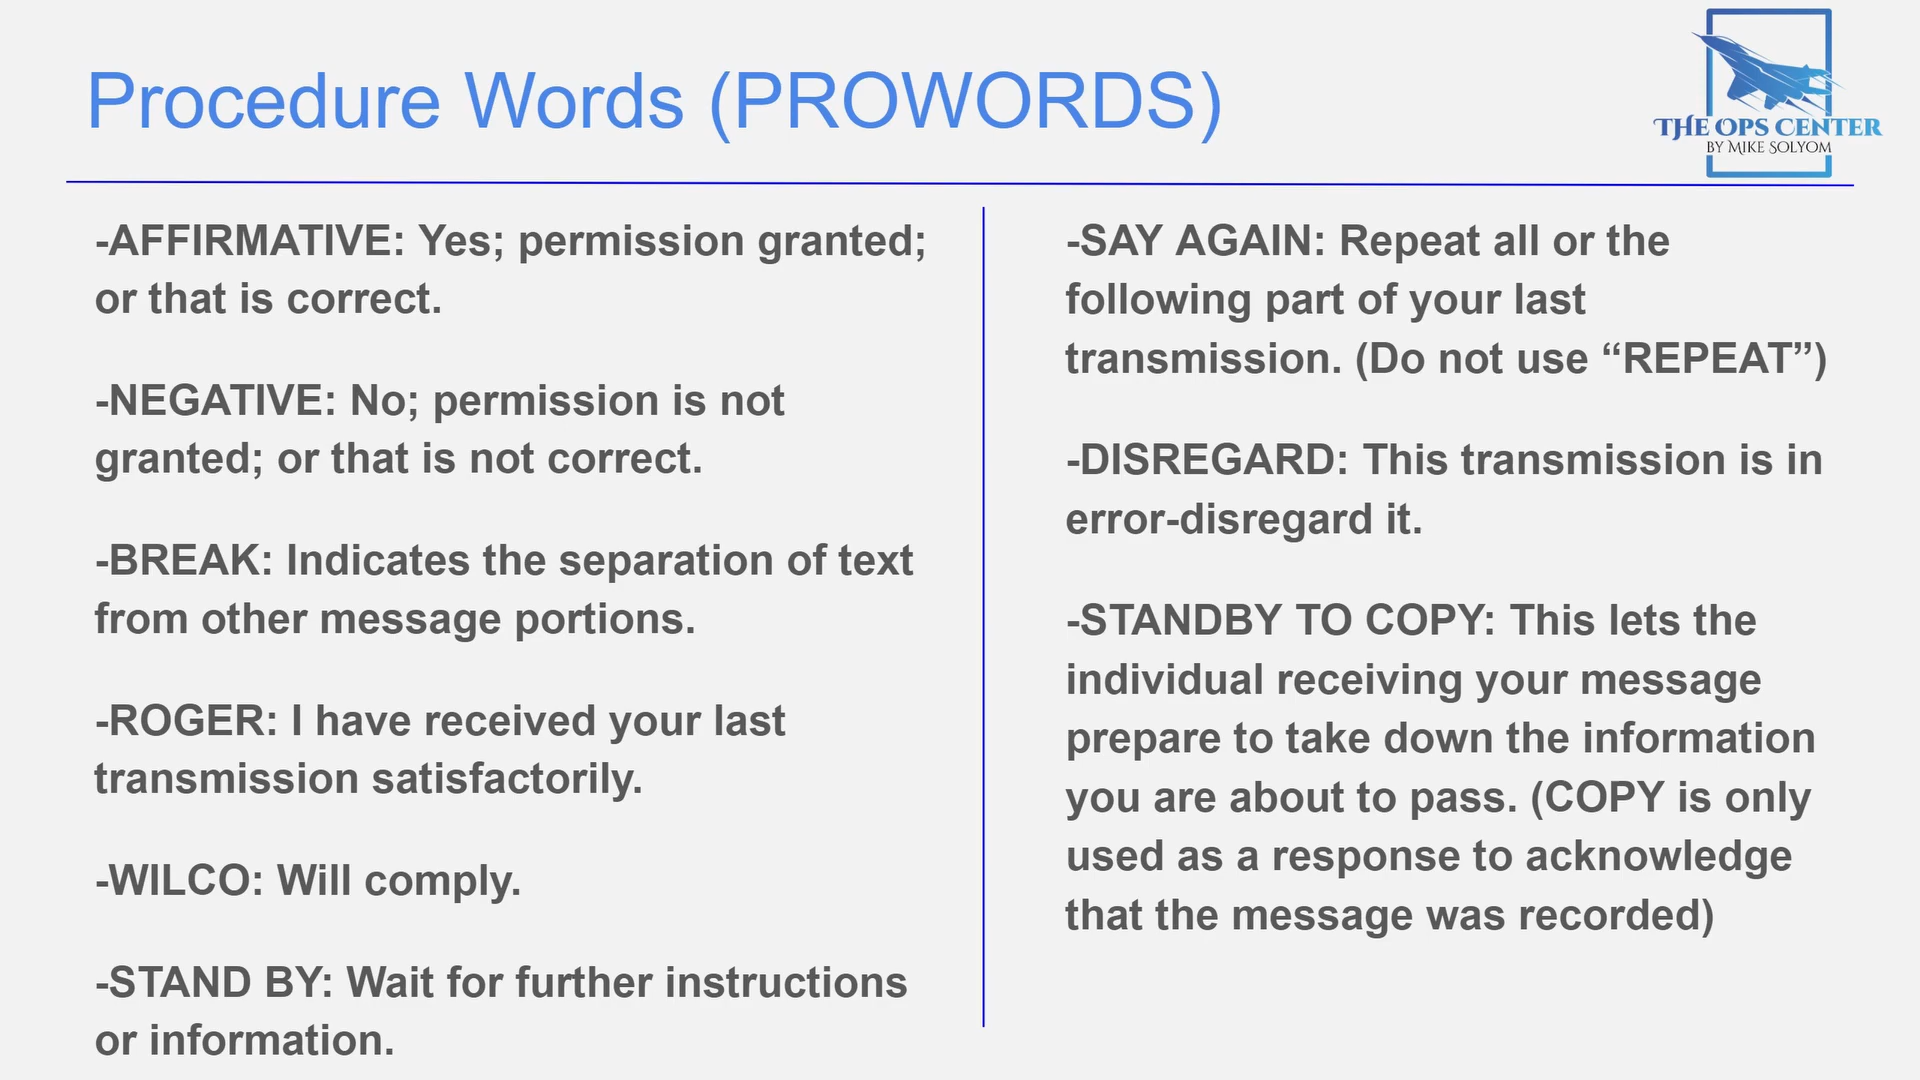 Procedure Words (PROWORDS)
THE OPS CENTER
BY MIKE SOLYOM
-AFFIRMATIVE: Yes; permission granted;
or that is correct.
-NEGATIVE: No; permission is not
granted; or that is not correct.
-BREAK: Indicates the separation of text
from other message portions.
-ROGER: I have received your last
transmission satisfactorily.
-WILCO: Will comply.
-STAND BY: Wait for further instructions
or information.
-SAY AGAIN: Repeat all or the
following part of your last
transmission. (Do not use “REPEAT”)
-DISREGARD: This transmission is in
error-disregard it.
-STANDBY TO COPY: This lets the
individual receiving your message
prepare to take down the information
you are about to pass. (COPY is only
used as a response to acknowledge
that the message was recorded)